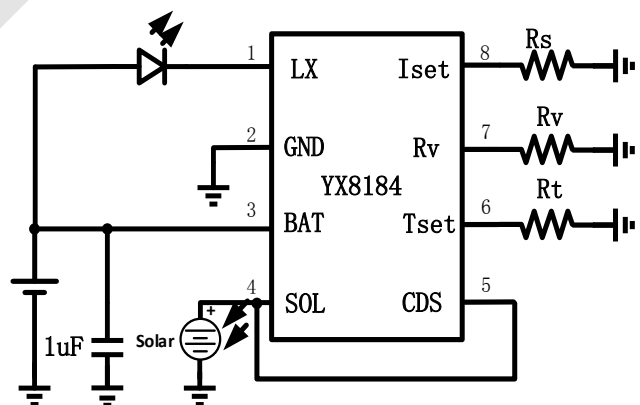 1 LX Iset 8 Rs
2 GND Rv 7 Rv
YX8184
3 BAT Tset 6 Rt
4 SOL CDS 5
+
1uF Solar